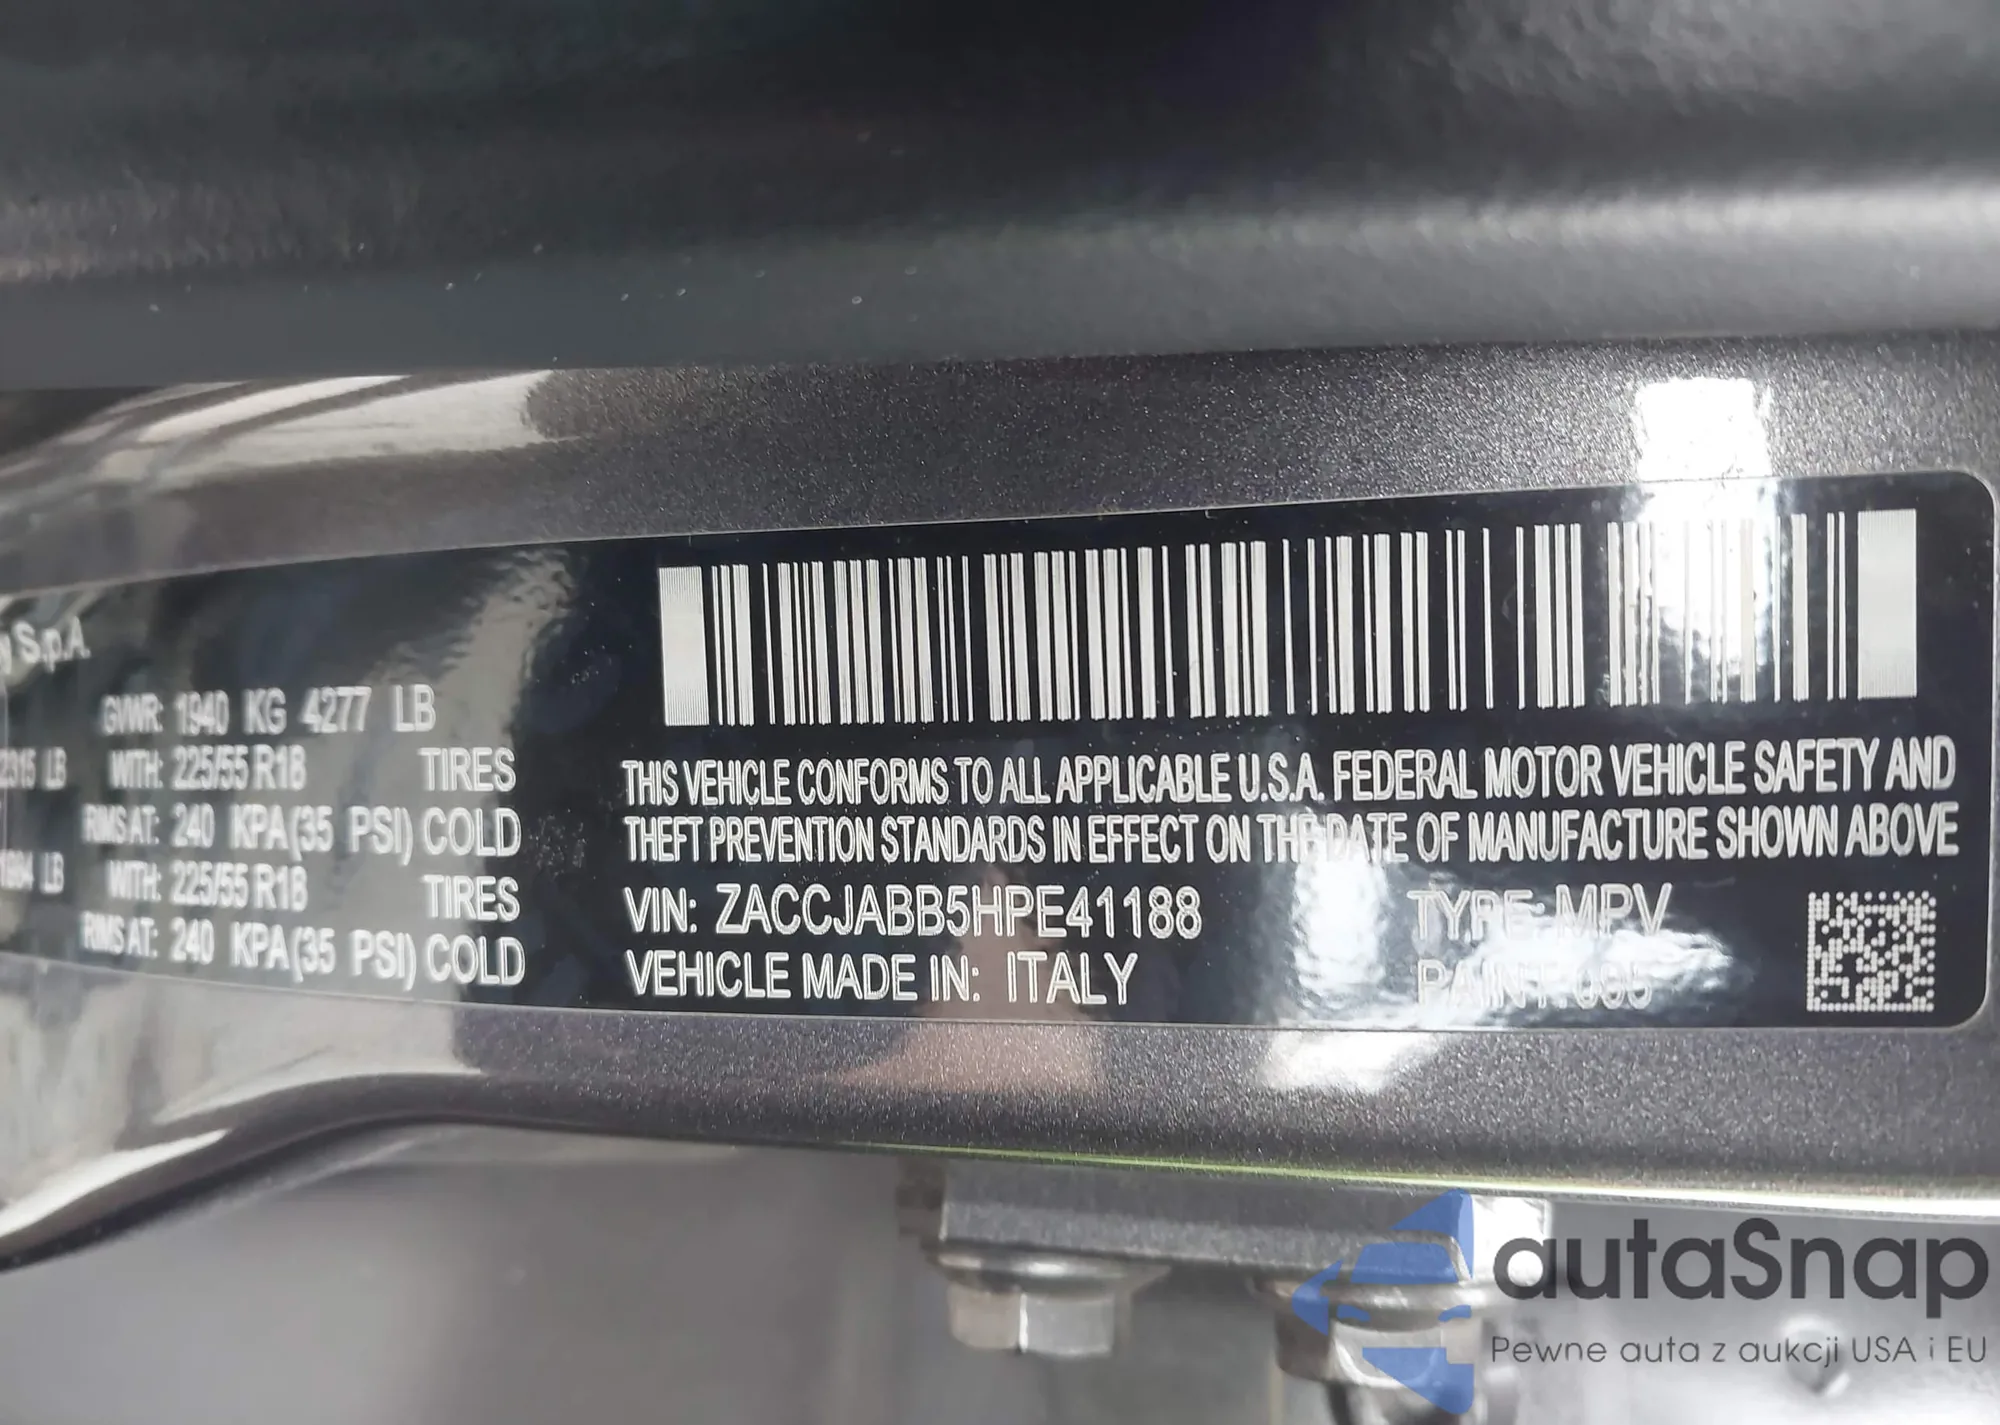 y S.p.A.
GVWR: 1940 KG 4277 LB
2315 LB WITH: 225/55 R18 TIRES
RIMS AT: 240 KPA(35 PSI) COLD
LB WITH: 225/55 R18 TIRES
RIMS AT: 240 KPA(35 PSI) COLD
THIS VEHICLE CONFORMS TO ALL APPLICABLE U.S.A. FEDERAL MOTOR VEHICLE SAFETY AND
THEFT PREVENTION STANDARDS IN EFFECT ON THE DATE OF MANUFACTURE SHOWN ABOVE
VIN: ZACCJABB5HPE41188 TYPE: MPV
VEHICLE MADE IN: ITALY PAINT:
autaSnap
Pewne auta z aukcji USA i EU